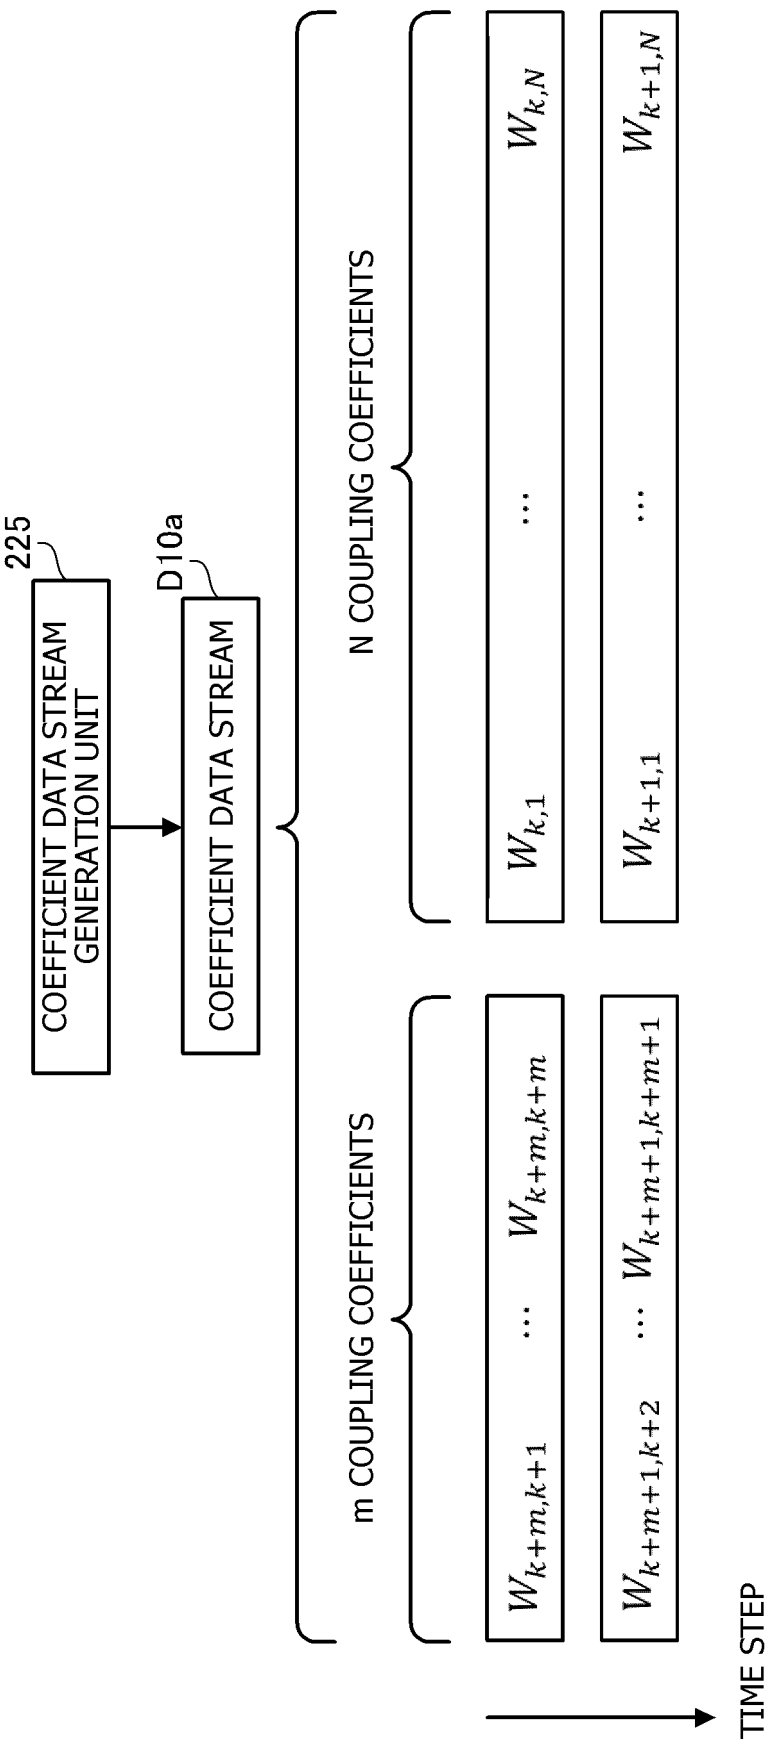 225
COEFFICIENT DATA STREAM
GENERATION UNIT
D10a
COEFFICIENT DATA STREAM
m COUPLING COEFFICIENTS
N COUPLING COEFFICIENTS
W_{k+m,k+1} ... W_{k+m,k+m} W_{k,1} ... W_{k,N}
W_{k+m+1,k+2} ... W_{k+m+1,k+m+1} W_{k+1,1} ... W_{k+1,N}
TIME STEP